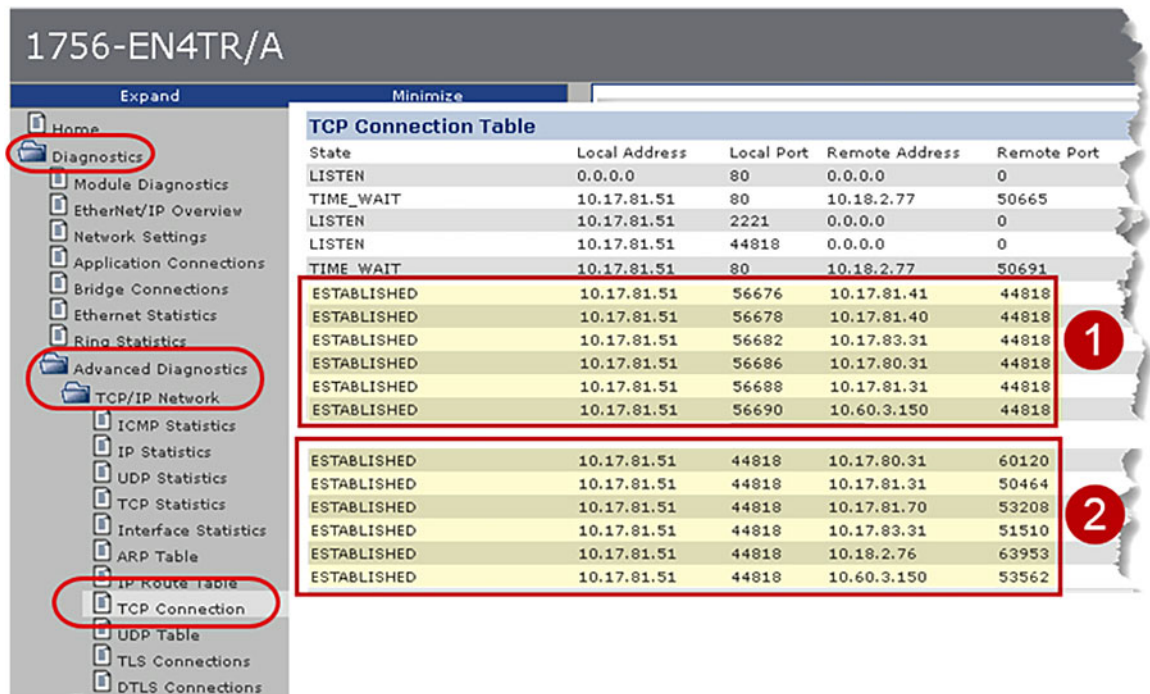 1756-EN4TR/A
Expand Minimize
Home
Diagnostics
Module Diagnostics
EtherNet/IP Overview
Network Settings
Application Connections
Bridge Connections
Ethernet Statistics
Ring Statistics
Advanced Diagnostics
TCP/IP Network
ICMP Statistics
IP Statistics
UDP Statistics
TCP Statistics
Interface Statistics
ARP Table
IP Route Table
TCP Connection
UDP Table
TLS Connections
DTLS Connections
TCP Connection Table
State Local Address Local Port Remote Address Remote Port
LISTEN 0.0.0.0 80 0.0.0.0 0
TIME_WAIT 10.17.81.51 80 10.18.2.77 50665
LISTEN 10.17.81.51 2221 0.0.0.0 0
LISTEN 10.17.81.51 44818 0.0.0.0 0
TIME_WAIT 10.17.81.51 80 10.18.2.77 50691
ESTABLISHED 10.17.81.51 56676 10.17.81.41 44818
ESTABLISHED 10.17.81.51 56678 10.17.81.40 44818
ESTABLISHED 10.17.81.51 56682 10.17.83.31 44818
ESTABLISHED 10.17.81.51 56686 10.17.80.31 44818
ESTABLISHED 10.17.81.51 56688 10.17.81.31 44818
ESTABLISHED 10.17.81.51 56690 10.60.3.150 44818
1
ESTABLISHED 10.17.81.51 44818 10.17.80.31 60120
ESTABLISHED 10.17.81.51 44818 10.17.81.31 50464
ESTABLISHED 10.17.81.51 44818 10.17.81.70 53208
ESTABLISHED 10.17.81.51 44818 10.17.83.31 51510
ESTABLISHED 10.17.81.51 44818 10.18.2.76 63953
ESTABLISHED 10.17.81.51 44818 10.60.3.150 53562
2